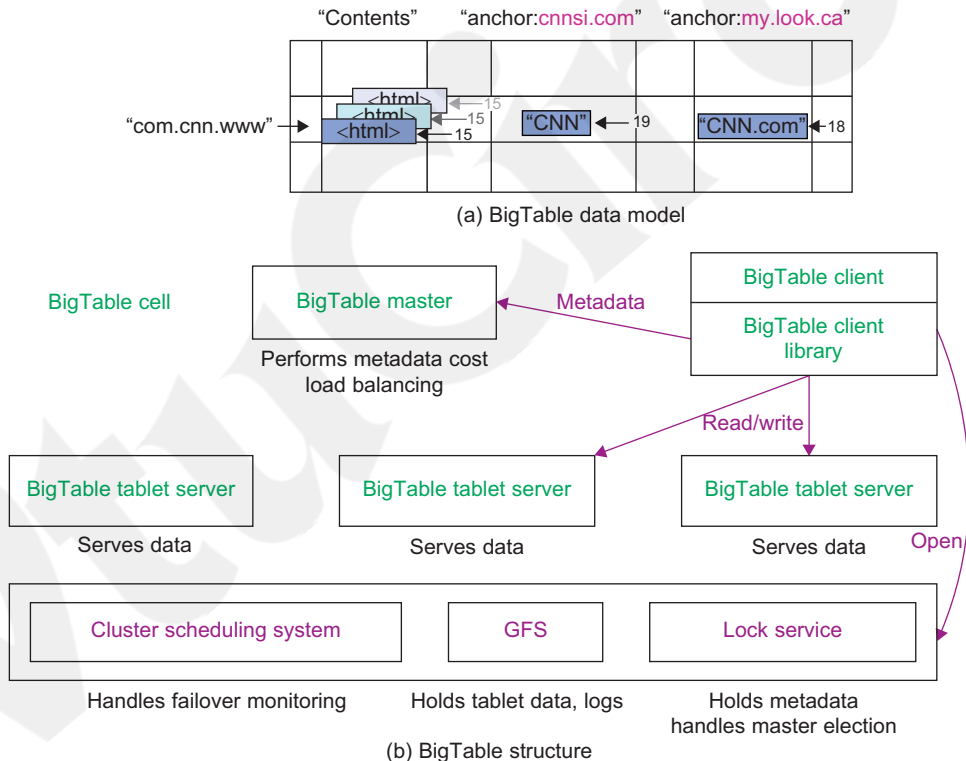 “Contents” “anchor:cnnsi.com” “anchor:my.look.ca”
<html> 15
<html> 15
“com.cnn.www” <html> 15 “CNN” 19 “CNN.com” 18
(a) BigTable data model
BigTable cell
BigTable master
Performs metadata cost
load balancing
Metadata
BigTable client
BigTable client
library
Read/write
BigTable tablet server BigTable tablet server BigTable tablet server
Serves data Serves data Serves data
Open
Cluster scheduling system GFS Lock service
Handles failover monitoring Holds tablet data, logs Holds metadata
handles master election
(b) BigTable structure